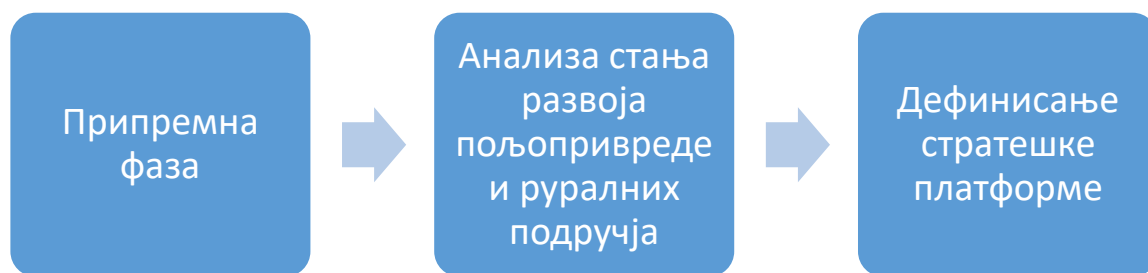 Припремна
фаза
Анализа стања
развоја
пољопривреде
и руралних
подручја
Дефинисање
стратешке
платформе